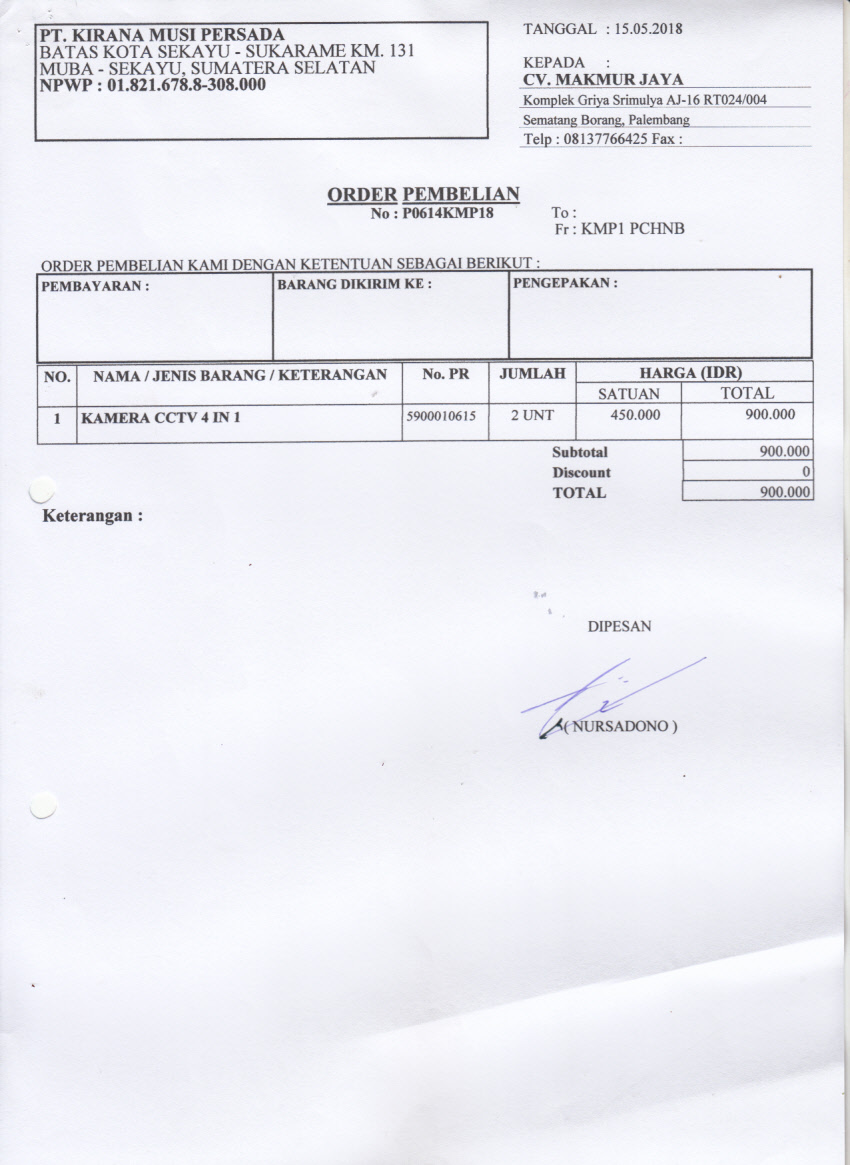 PT. KIRANA MUSI PERSADA
BATAS KOTA SEKAYU - SUKARAME KM. 131
MUBA - SEKAYU, SUMATERA SELATAN
NPWP : 01.821.678.8-308.000
TANGGAL : 15.05.2018
KEPADA :
CV. MAKMUR JAYA
Komplek Griya Srimulya AJ-16 RT024/004
Sematang Borang, Palembang
Telp : 08137766425 Fax :
ORDER PEMBELIAN
No : P0614KMP18
To :
Fr : KMP1 PCHNB
ORDER PEMBELIAN KAMI DENGAN KETENTUAN SEBAGAI BERIKUT :
PEMBAYARAN : BARANG DIKIRIM KE : PENGEPAKAN :
NO. NAMA / JENIS BARANG / KETERANGAN No. PR JUMLAH HARGA (IDR)
SATUAN TOTAL
1 KAMERA CCTV 4 IN 1 5900010615 2 UNT 450.000 900.000
Subtotal 900.000
Discount 0
TOTAL 900.000
Keterangan :
DIPESAN
( NURSADONO )